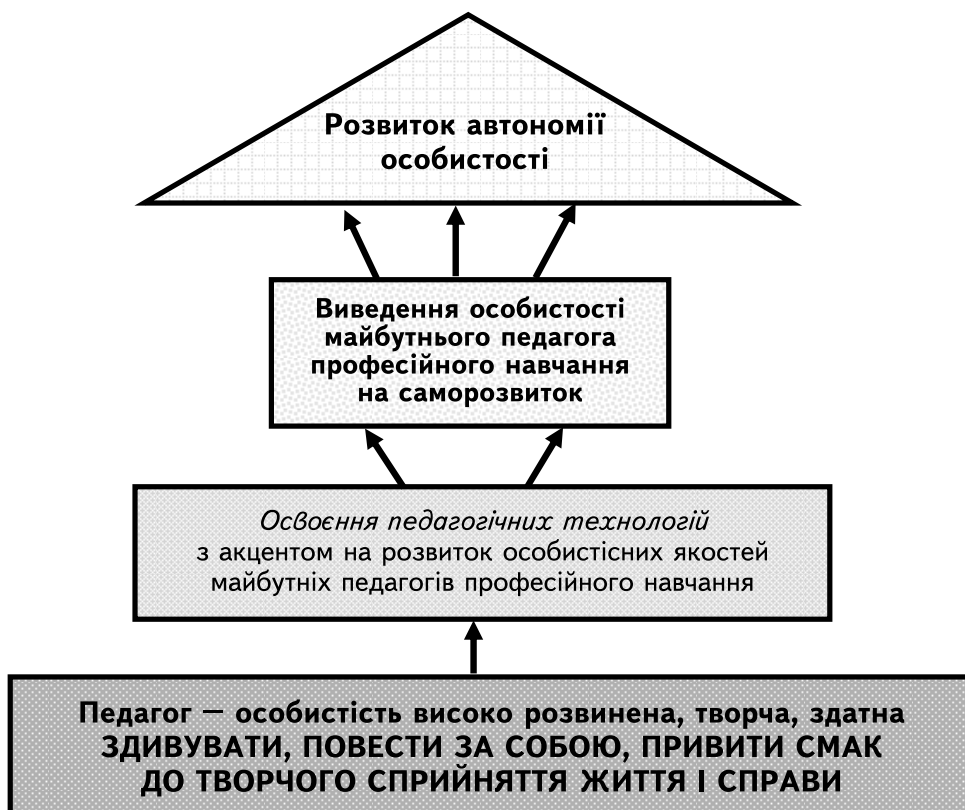 Розвиток автономії
особистості
Виведення особистості
майбутнього педагога
професійного навчання
на саморозвиток
Освоєння педагогічних технологій
з акцентом на розвиток особистісних якостей
майбутніх педагогів професійного навчання
Педагог — особистість високо розвинена, творча, здатна
ЗДИВУВАТИ, ПОВЕСТИ ЗА СОБОЮ, ПРИВИТИ СМАК
ДО ТВОРЧОГО СПРИЙНЯТТЯ ЖИТТЯ І СПРАВИ